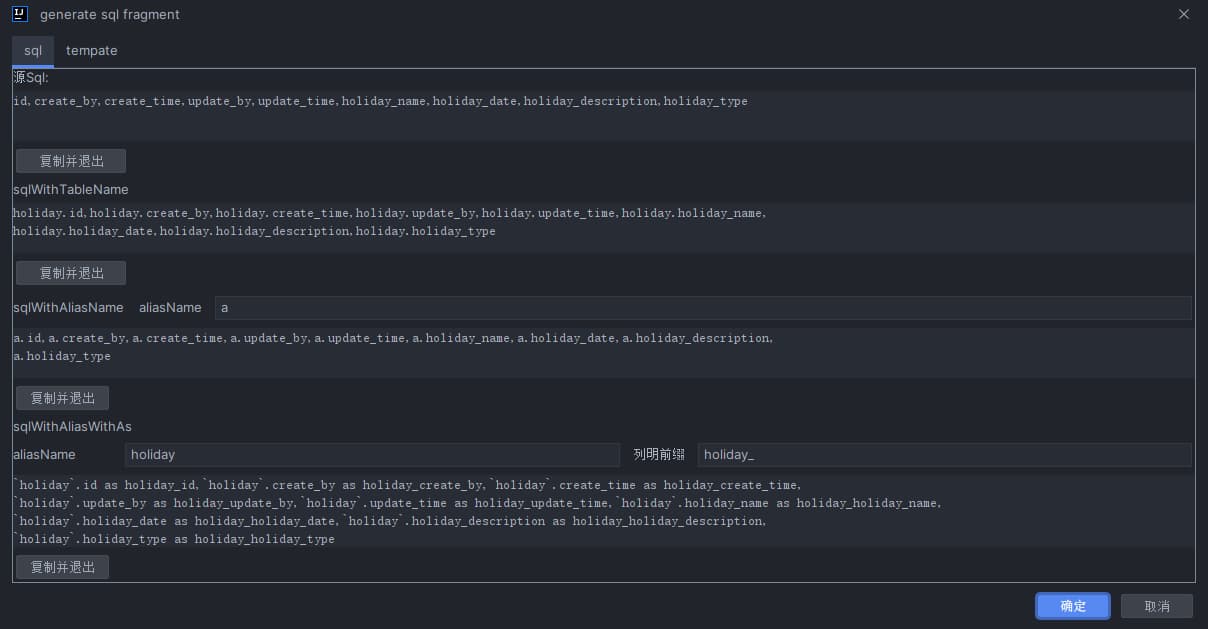 IJ
generate sql fragment
sql
tempate
源Sql:
id,create_by,create_time,update_by,update_time,holiday_name,holiday_date,holiday_description,holiday_type
复制并退出
sqlWithTableName
holiday.id,holiday.create_by,holiday.create_time,holiday.update_by,holiday.update_time,holiday.holiday_name,
holiday.holiday_date,holiday.holiday_description,holiday.holiday_type
复制并退出
sqlWithAliasName aliasName a
a.id,a.create_by,a.create_time,a.update_by,a.update_time,a.holiday_name,a.holiday_date,a.holiday_description,
a.holiday_type
复制并退出
sqlWithAliasWithAs
aliasName holiday 列明前缀 holiday_
`holiday`.id as holiday_id,`holiday`.create_by as holiday_create_by,`holiday`.create_time as holiday_create_time,
`holiday`.update_by as holiday_update_by,`holiday`.update_time as holiday_update_time,`holiday`.holiday_name as holiday_holiday_name,
`holiday`.holiday_date as holiday_holiday_date,`holiday`.holiday_description as holiday_holiday_description,
`holiday`.holiday_type as holiday_holiday_type
复制并退出
确定 取消